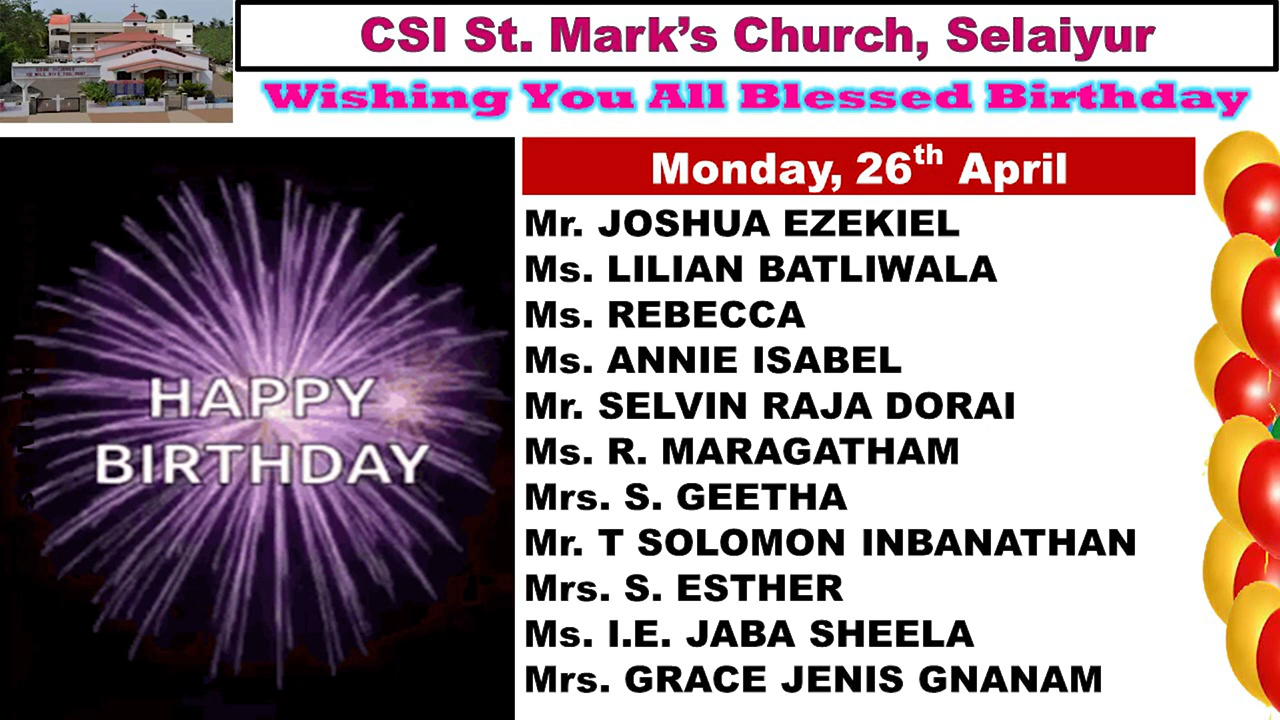 CSI St. Mark's Church, Selaiyur
Wishing You All Blessed Birthday
Monday, 26th April
HAPPY
BIRTHDAY
Mr. JOSHUA EZEKIEL
Ms. LILIAN BATLIWALA
Ms. REBECCA
Ms. ANNIE ISABEL
Mr. SELVIN RAJA DORAI
Ms. R. MARAGATHAM
Mrs. S. GEETHA
Mr. T SOLOMON INBANATHAN
Mrs. S. ESTHER
Ms. I.E. JABA SHEELA
Mrs. GRACE JENIS GNANAM